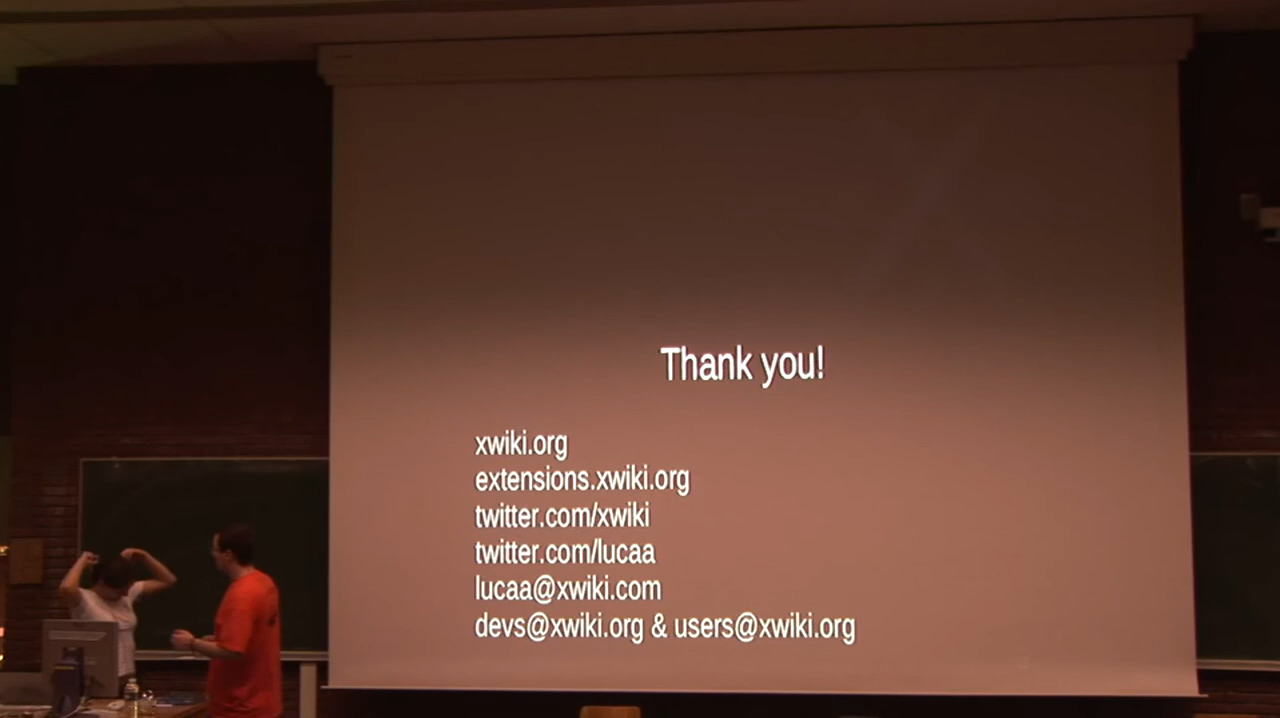 Thank you!
xwiki.org
extensions.xwiki.org
twitter.com/xwiki
twitter.com/lucaa
lucaa@xwiki.com
devs@xwiki.org & users@xwiki.org